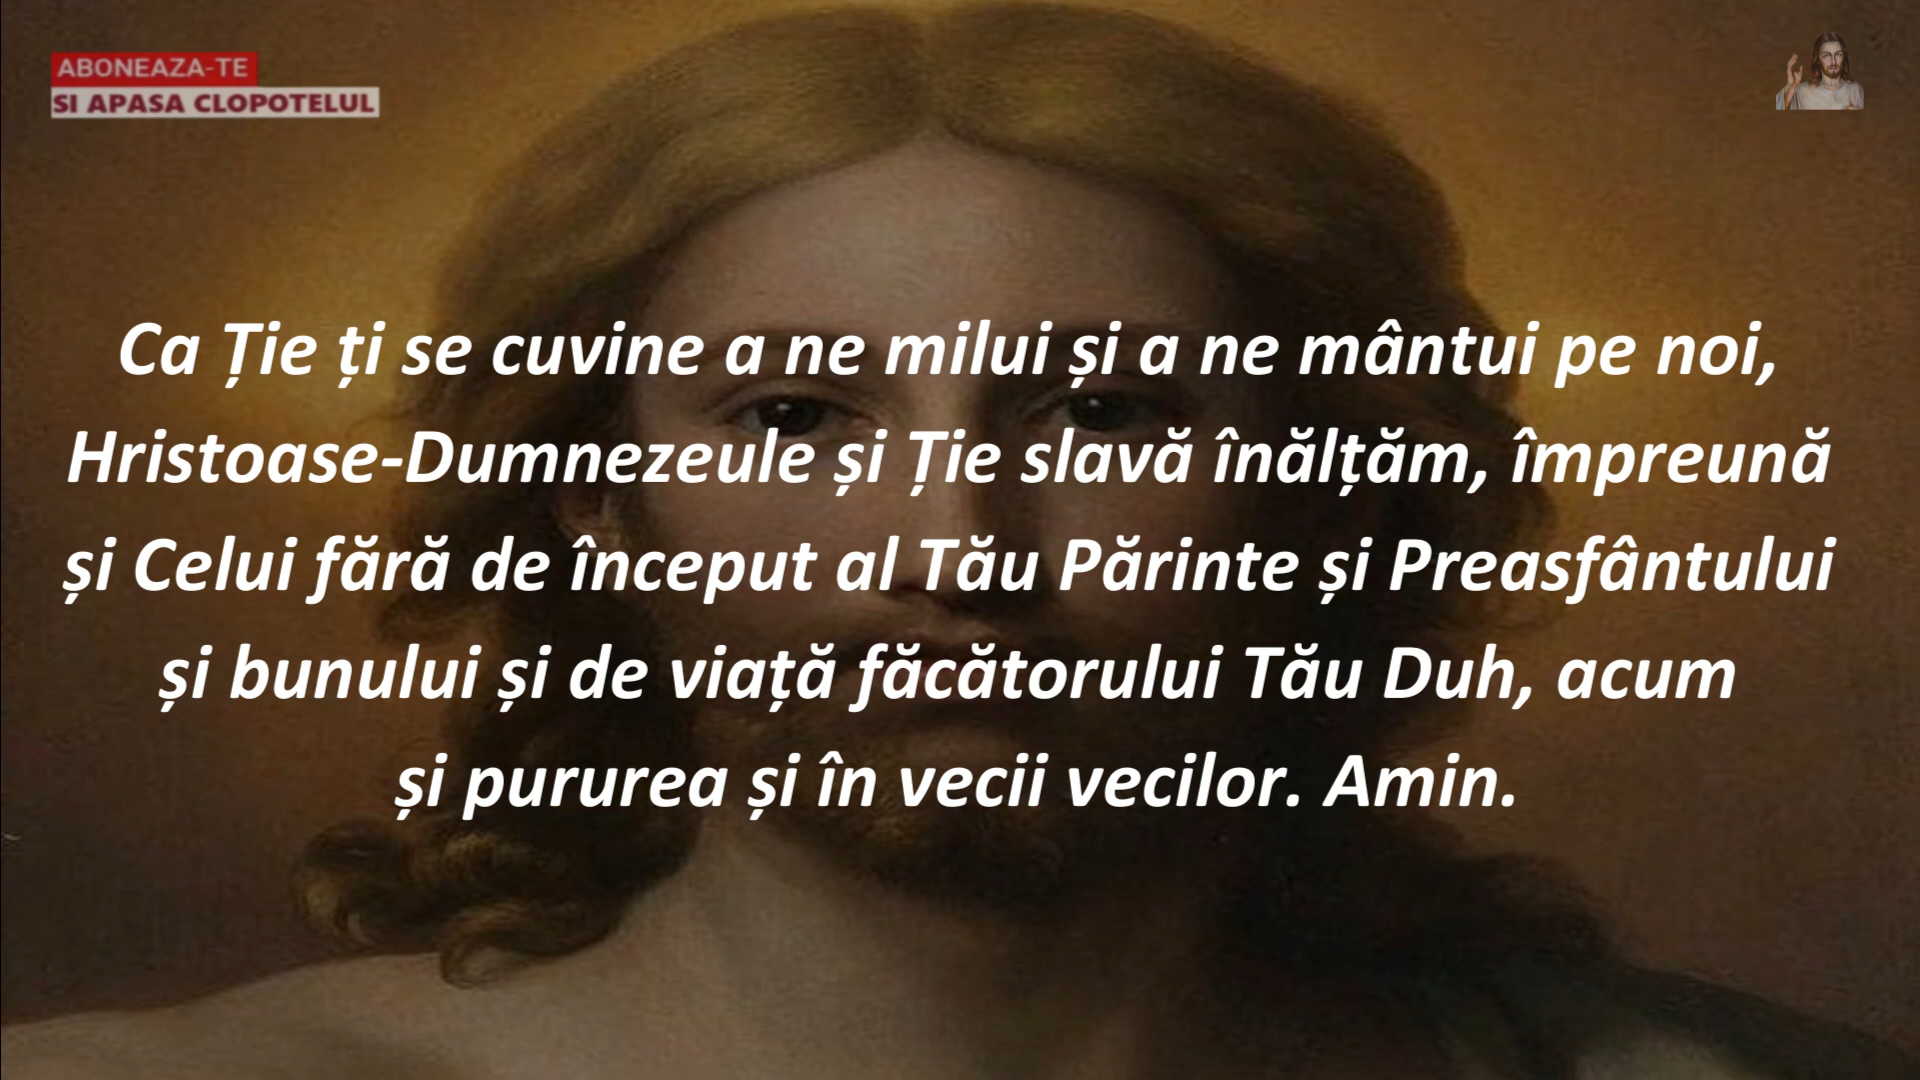 ABONEAZA-TE
SI APASA CLOPOTELUL
Ca Ție ți se cuvine a ne milui și a ne mântui pe noi,
Hristoase-Dumnezeule și Ție slavă înălțăm, împreună
și Celui fără de început al Tău Părinte și Preasfântului
și bunului și de viață făcătorului Tău Duh, acum
și pururea și în vecii vecilor. Amin.